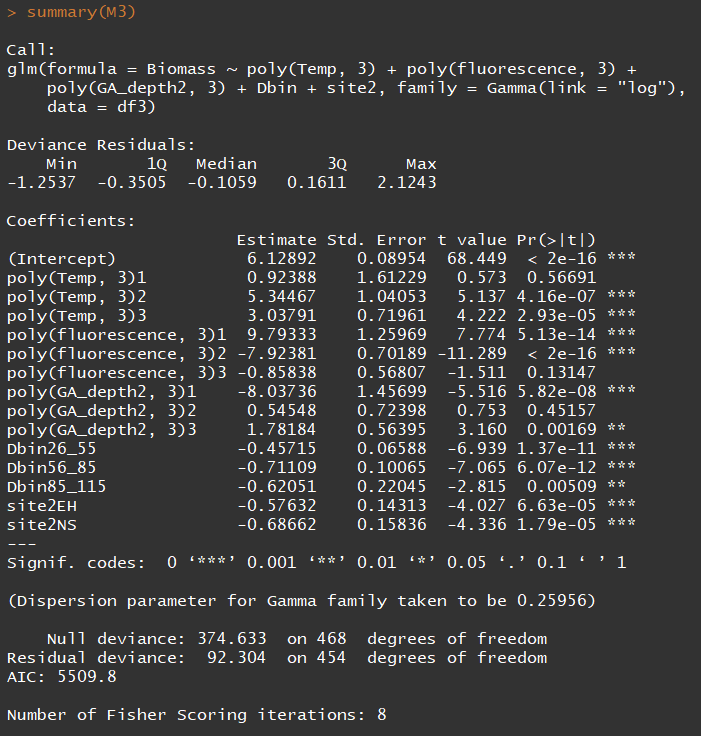 > summary(M3)
Call:
glm(formula = Biomass ~ poly(Temp, 3) + poly(fluorescence, 3) +
    poly(GA_depth2, 3) + Dbin + site2, family = Gamma(link = "log"),
    data = df3)
Deviance Residuals:
    Min       1Q   Median       3Q      Max
-1.2537  -0.3505  -0.1059   0.1611   2.1243
Coefficients:
                       Estimate Std. Error t value Pr(>|t|)
(Intercept)             6.12892    0.08954  68.449  < 2e-16 ***
poly(Temp, 3)1          0.92388    1.61229   0.573  0.56691
poly(Temp, 3)2          5.34467    1.04053   5.137 4.16e-07 ***
poly(Temp, 3)3          3.03791    0.71961   4.222 2.93e-05 ***
poly(fluorescence, 3)1  9.79333    1.25969   7.774 5.13e-14 ***
poly(fluorescence, 3)2 -7.92381    0.70189 -11.289  < 2e-16 ***
poly(fluorescence, 3)3 -0.85838    0.56807  -1.511  0.13147
poly(GA_depth2, 3)1    -8.03736    1.45699  -5.516 5.82e-08 ***
poly(GA_depth2, 3)2     0.54548    0.72398   0.753  0.45157
poly(GA_depth2, 3)3     1.78184    0.56395   3.160  0.00169 **
Dbin26_55              -0.45715    0.06588  -6.939 1.37e-11 ***
Dbin56_85              -0.71109    0.10065  -7.065 6.07e-12 ***
Dbin85_115             -0.62051    0.22045  -2.815  0.00509 **
site2EH                -0.57632    0.14313  -4.027 6.63e-05 ***
site2NS                -0.68662    0.15836  -4.336 1.79e-05 ***
---
Signif. codes:  0 ‘***’ 0.001 ‘**’ 0.01 ‘*’ 0.05 ‘.’ 0.1 ‘ ’ 1
(Dispersion parameter for Gamma family taken to be 0.25956)
    Null deviance: 374.633  on 468  degrees of freedom
Residual deviance:  92.304  on 454  degrees of freedom
AIC: 5509.8
Number of Fisher Scoring iterations: 8